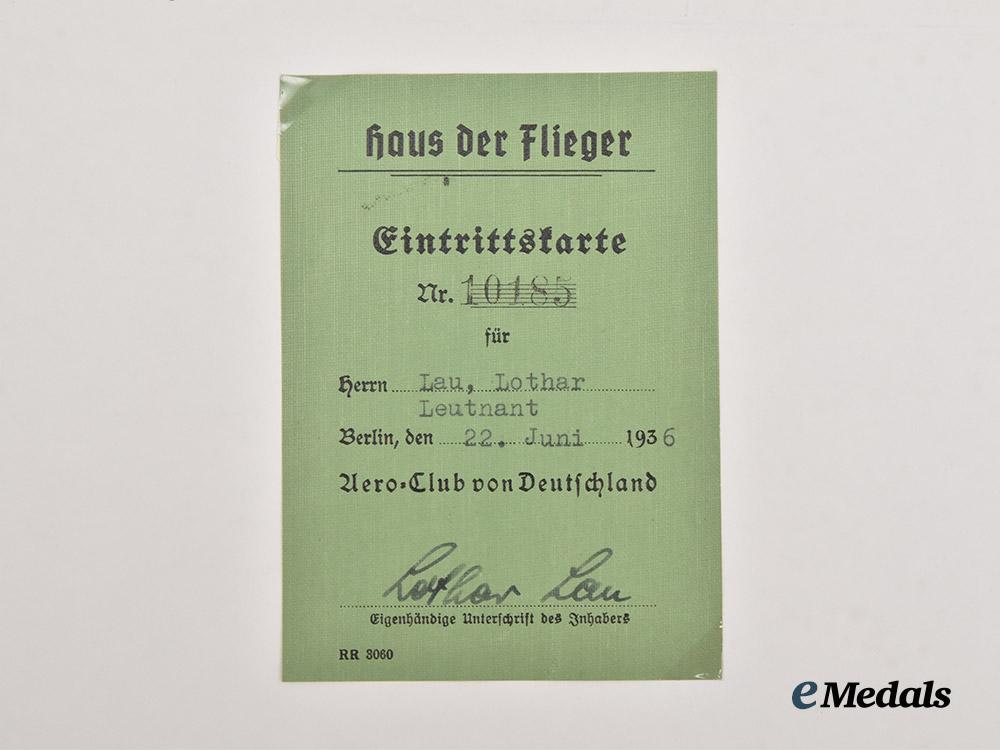 Haus der Flieger
Eintrittskarte
Nr. 10185
für
Herrn Lau, Lothar
Leutnant
Berlin, den 22. Juni 1936
Aero-Club von Deutschland
Lothar Lau
Eigenhändige Unterschrift des Inhabers
RR 3060
eMedals